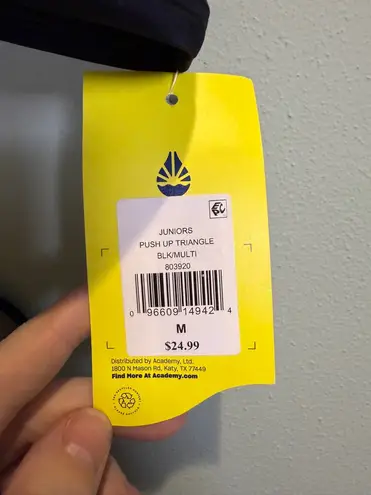 JUNIORS
PUSH UP TRIANGLE
BLK/MULTI
803920
0 96609 14942 4
M
$24.99
Distributed by Academy, Ltd.
1800 N Mason Rd, Katy, TX 77449
Find More At Academy.com